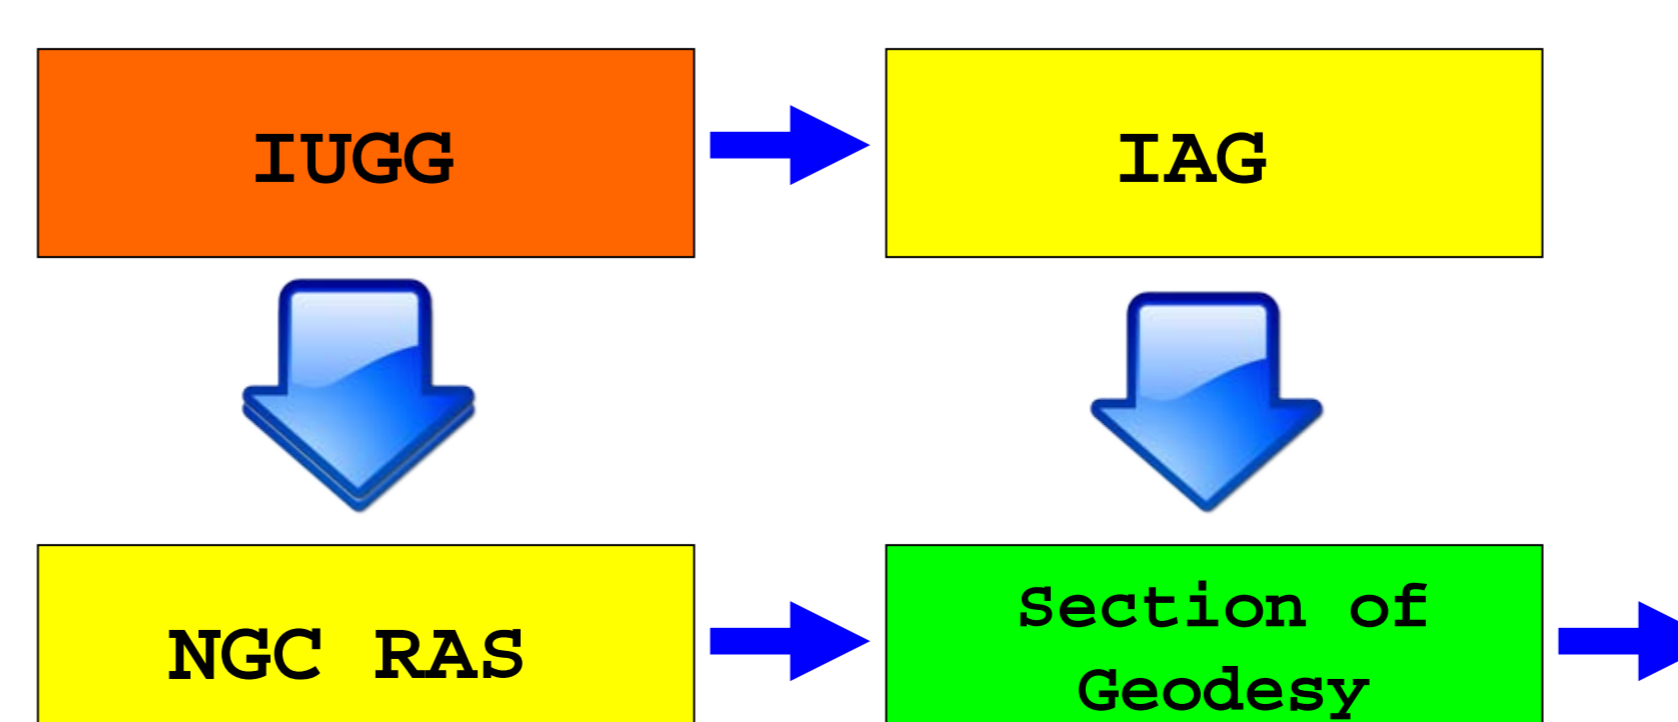 IUGG
IAG
NGC RAS
Section of
Geodesy